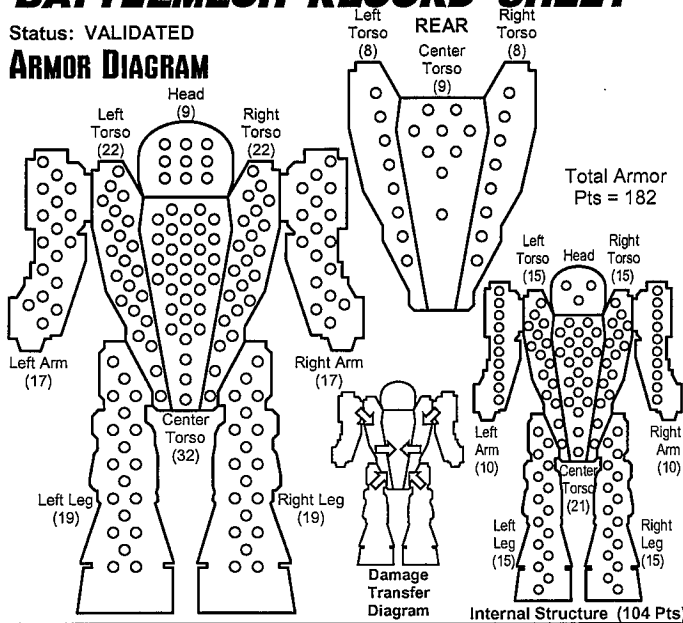 BATTLEMECH RECORD SHEET
Status: VALIDATED
ARMOR DIAGRAM
Head
(9)
Left
Torso
(22)
Right
Torso
(22)
Left Arm
(17)
Right Arm
(17)
Center
Torso
(32)
Left Leg
(19)
Right Leg
(19)
REAR
Left
Torso
(8)
Center
Torso
(9)
Right
Torso
(8)
Total Armor
Pts = 182
Left
Torso
(15)
Head
Right
Torso
(15)
Left
Arm
(10)
Right
Arm
(10)
Center
Torso
(21)
Left
Leg
(15)
Right
Leg
(15)
Damage
Transfer
Diagram
Internal Structure (104 Pts)